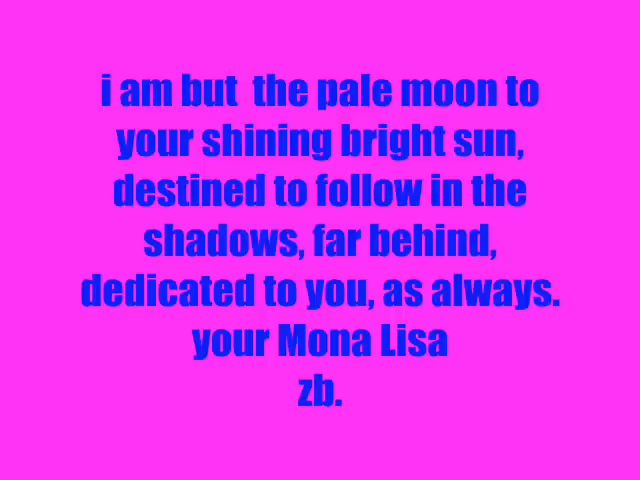 i am but  the pale moon to
your shining bright sun,
destined to follow in the
shadows, far behind,
dedicated to you, as always.
your Mona Lisa
zb.